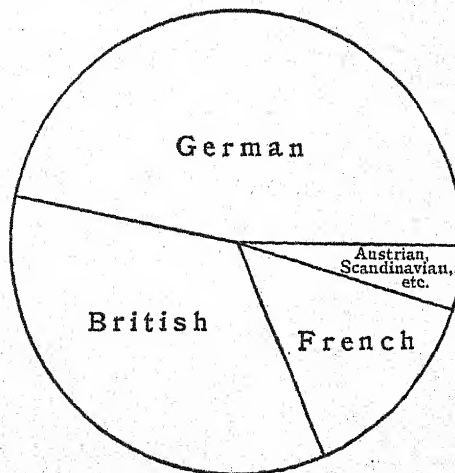 German
Austrian,
Scandinavian,
etc.
British
French